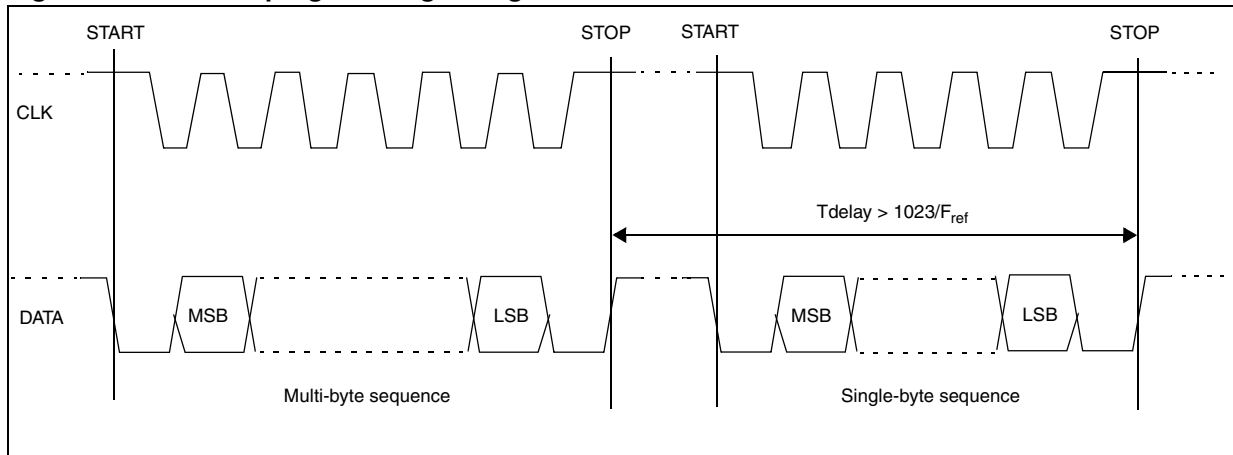 START STOP START STOP
CLK
Tdelay > 1023/Fref
DATA MSB LSB MSB LSB
Multi-byte sequence Single-byte sequence